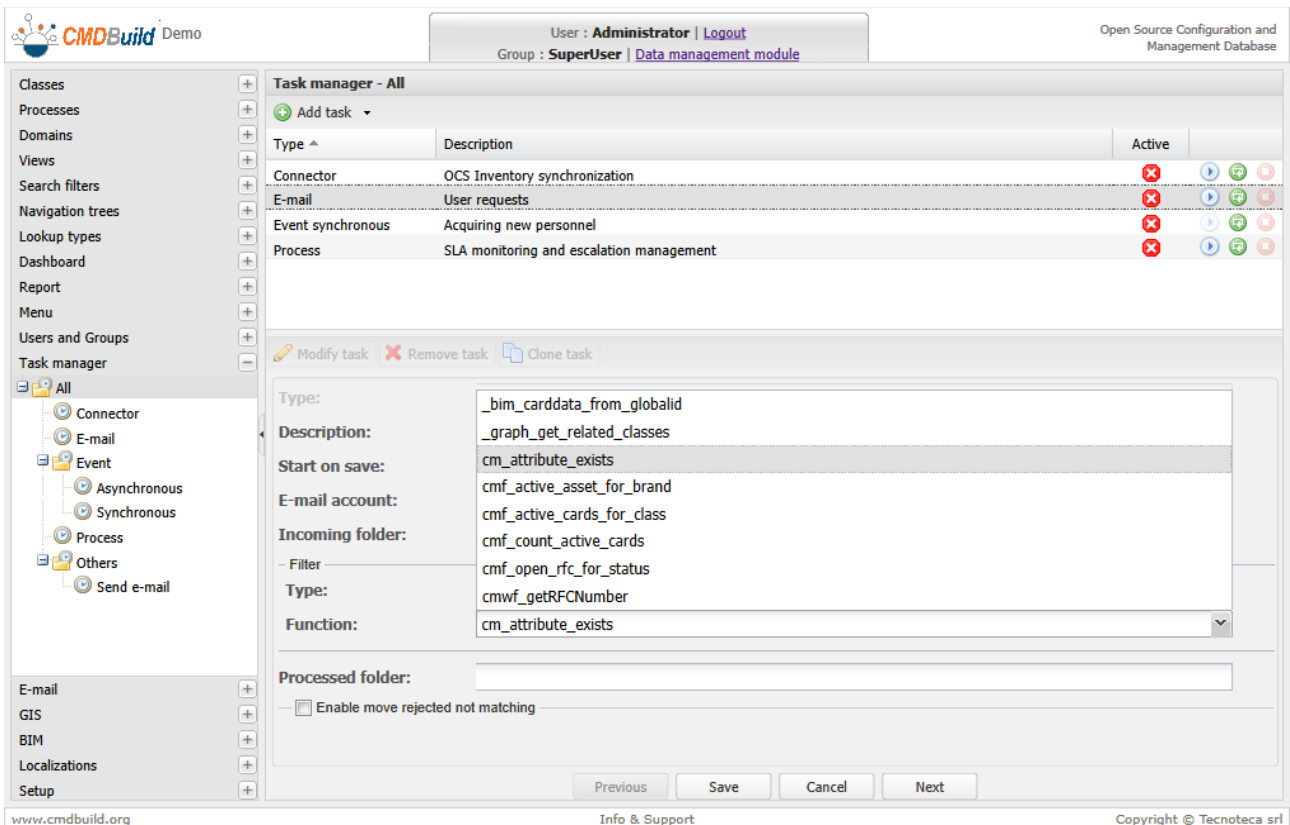 CMDBuild Demo
User : Administrator | Logout
Group : SuperUser | Data management module
Open Source Configuration and
Management Database
Classes
Processes
Domains
Views
Search filters
Navigation trees
Lookup types
Dashboard
Report
Menu
Users and Groups
Task manager
All
Connector
E-mail
Event
Asynchronous
Synchronous
Process
Others
Send e-mail
E-mail
GIS
BIM
Localizations
Setup
Task manager - All
Add task
Type Description Active
Connector OCS Inventory synchronization
E-mail User requests
Event synchronous Acquiring new personnel
Process SLA monitoring and escalation management
Modify task Remove task Clone task
Type:
Description:
Start on save:
E-mail account:
Incoming folder:
Filter
Type:
_bim_carddata_from_globalid
_graph_get_related_classes
cm_attribute_exists
cmf_active_asset_for_brand
cmf_active_cards_for_class
cmf_count_active_cards
cmf_open_rfc_for_status
cmwf_getRFCNumber
Function: cm_attribute_exists
Processed folder:
Enable move rejected not matching
Previous Save Cancel Next
www.cmdbuild.org Info & Support Copyright © Tecnoteca srl